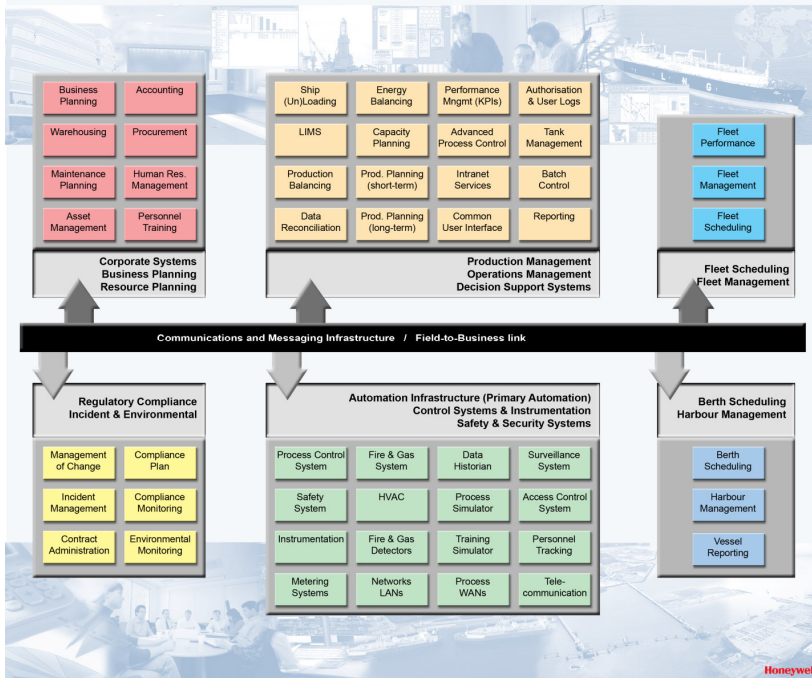 Business
Planning
Accounting
Warehousing
Procurement
Maintenance
Planning
Human Res.
Management
Asset
Management
Personnel
Training
Corporate Systems
Business Planning
Resource Planning
Ship
(Un)Loading
Energy
Balancing
Performance
Mngmt (KPIs)
Authorisation
& User Logs
LIMS
Capacity
Planning
Advanced
Process Control
Tank
Management
Production
Balancing
Prod. Planning
(short-term)
Intranet
Services
Batch
Control
Data
Reconciliation
Prod. Planning
(long-term)
Common
User Interface
Reporting
Production Management
Operations Management
Decision Support Systems
LNG
Fleet
Performance
Fleet
Management
Fleet
Scheduling
Fleet Scheduling
Fleet Management
Communications and Messaging Infrastructure / Field-to-Business link
Regulatory Compliance
Incident & Environmental
Management
of Change
Compliance
Plan
Incident
Management
Compliance
Monitoring
Contract
Administration
Environmental
Monitoring
Automation Infrastructure (Primary Automation)
Control Systems & Instrumentation
Safety & Security Systems
Process Control
System
Fire & Gas
System
Data
Historian
Surveillance
System
Safety
System
HVAC
Process
Simulator
Access Control
System
Instrumentation
Fire & Gas
Detectors
Training
Simulator
Personnel
Tracking
Metering
Systems
Networks
LANs
Process
WANs
Tele-
communication
Berth Scheduling
Harbour Management
Berth
Scheduling
Harbour
Management
Vessel
Reporting
Honeywell